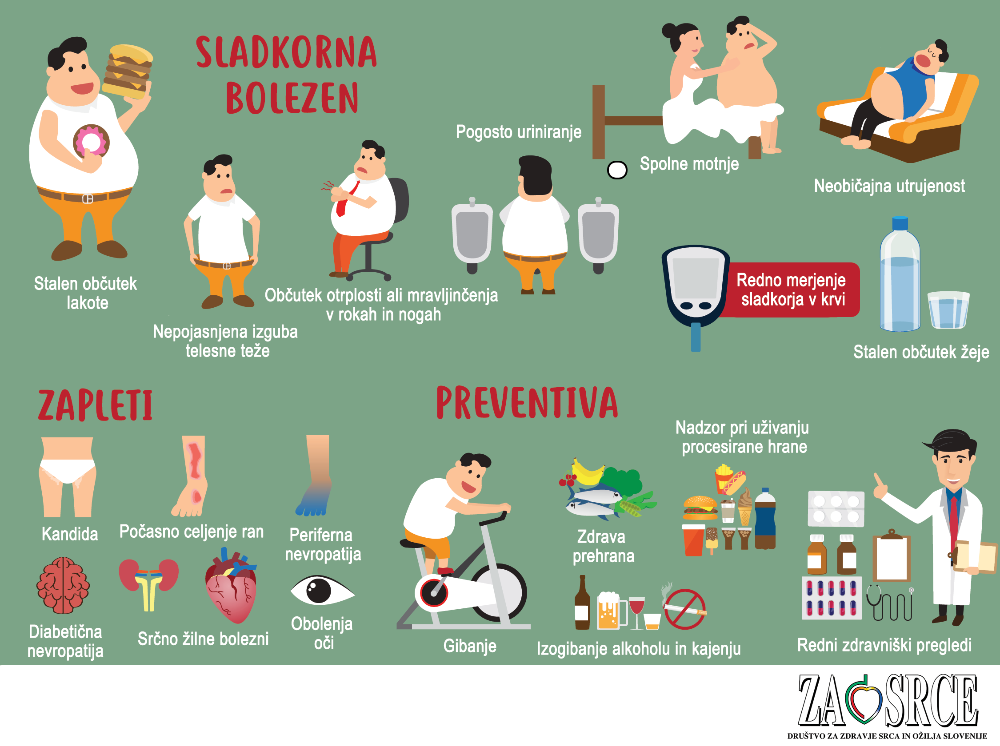 SLADKORNA
BOLEZEN
Stalen občutek
lakote
Nepojasnjena izguba
telesne teže
Občutek otrplosti ali mravljinčenja
v rokah in nogah
Pogosto uriniranje
Spolne motnje
Neobičajna utrujenost
Redno merjenje
sladkorja v krvi
Stalen občutek žeje
ZAPLETI
Kandida
Počasno celjenje ran
Periferna
nevropatija
Diabetična
nevropatija
Srčno žilne bolezni
Obolenja
oči
PREVENTIVA
Gibanje
Zdrava
prehrana
Nadzor pri uživanju
procesirane hrane
Izogibanje alkoholu in kajenju
Redni zdravniški pregledi
ZA SRCE
DRUŠTVO ZA ZDRAVJE SRCA IN OŽILJA SLOVENIJE